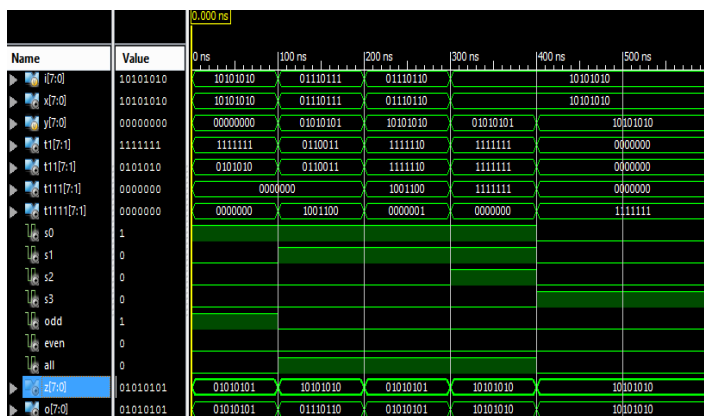 0.000 ns
Name Value 0 ns 100 ns 200 ns 300 ns 400 ns 500 ns
i[7:0] 10101010 10101010 01110111 01110110 10101010
x[7:0] 10101010 10101010 01110111 01110110 10101010
y[7:0] 00000000 00000000 01010101 10101010 01010101 10101010
t1[7:1] 1111111 1111111 0110011 1111110 1111111 0000000
t11[7:1] 0101010 0101010 0110011 1111110 1111111 0000000
t111[7:1] 0000000 0000000 1001100 1111111 0000000
t1111[7:1] 0000000 0000000 1001100 0000001 0000000 1111111
s0 1
s1 0
s2 0
s3 0
odd 1
even 0
all 0
z[7:0] 01010101 01010101 10101010 01010101 10101010 10101010
o[7:0] 01010101 01010101 01110110 01010101 10101010 10101010